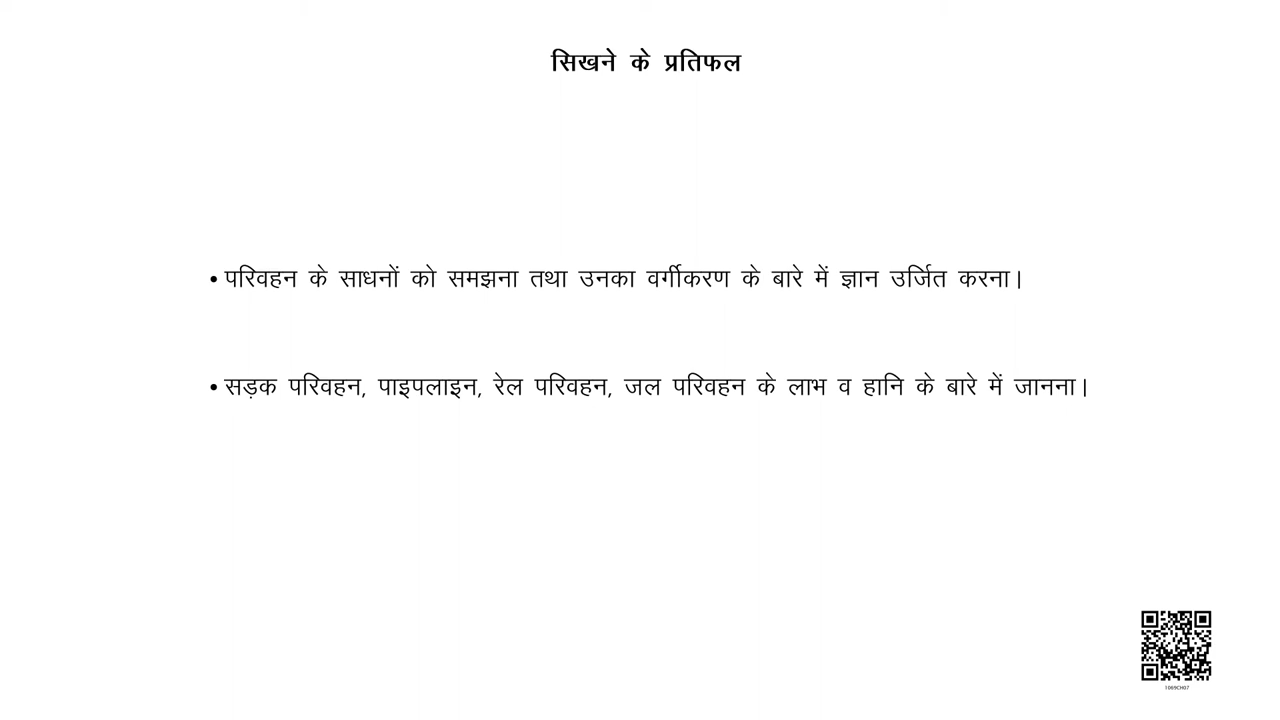 सिखने के प्रतिफल
• परिवहन के साधनों को समझना तथा उनका वर्गीकरण के बारे में ज्ञान उर्जित करना।
• सड़क परिवहन, पाइपलाइन, रेल परिवहन, जल परिवहन के लाभ व हानि के बारे में जानना।
1069CH07